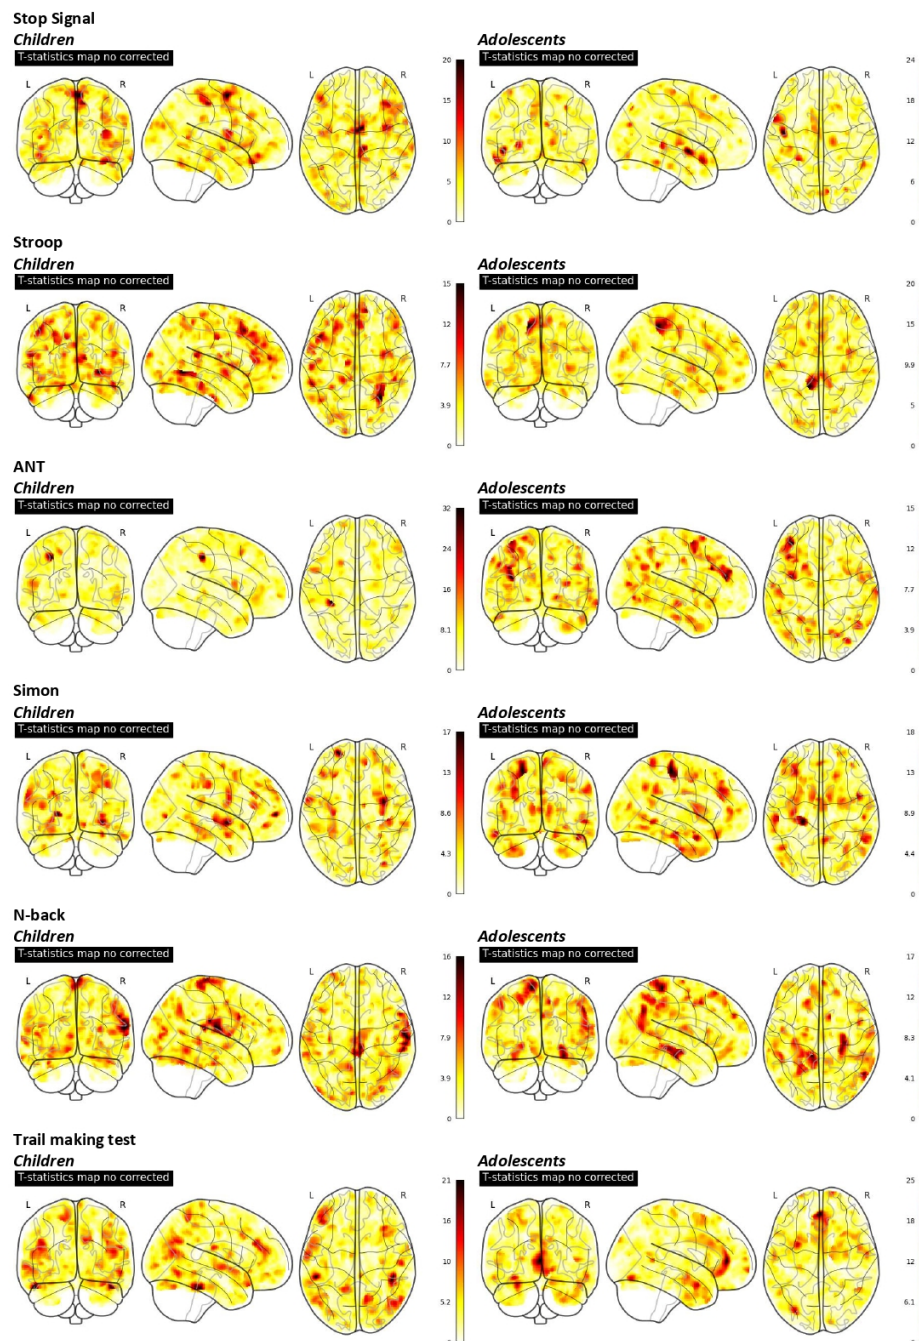 Stop Signal
Children Adolescents
T-statistics map no corrected T-statistics map no corrected
L R L R L R L R
20 24
15 18
10 12
5 6
0 0
Stroop
Children Adolescents
T-statistics map no corrected T-statistics map no corrected
L R L R L R L R
15 20
12 15
7.7 9.9
3.9 5
0 0
ANT
Children Adolescents
T-statistics map no corrected T-statistics map no corrected
L R L R L R L R
32 15
24 12
16 7.7
8.1 3.9
0 0
Simon
Children Adolescents
T-statistics map no corrected T-statistics map no corrected
L R L R L R L R
17 18
13 13
8.6 8.9
4.3 4.4
0 0
N-back
Children Adolescents
T-statistics map no corrected T-statistics map no corrected
L R L R L R L R
16 17
12 12
7.9 8.3
3.9 4.1
0 0
Trail making test
Children Adolescents
T-statistics map no corrected T-statistics map no corrected
L R L R L R L R
21 25
16 18
10 12
5.2 6.1